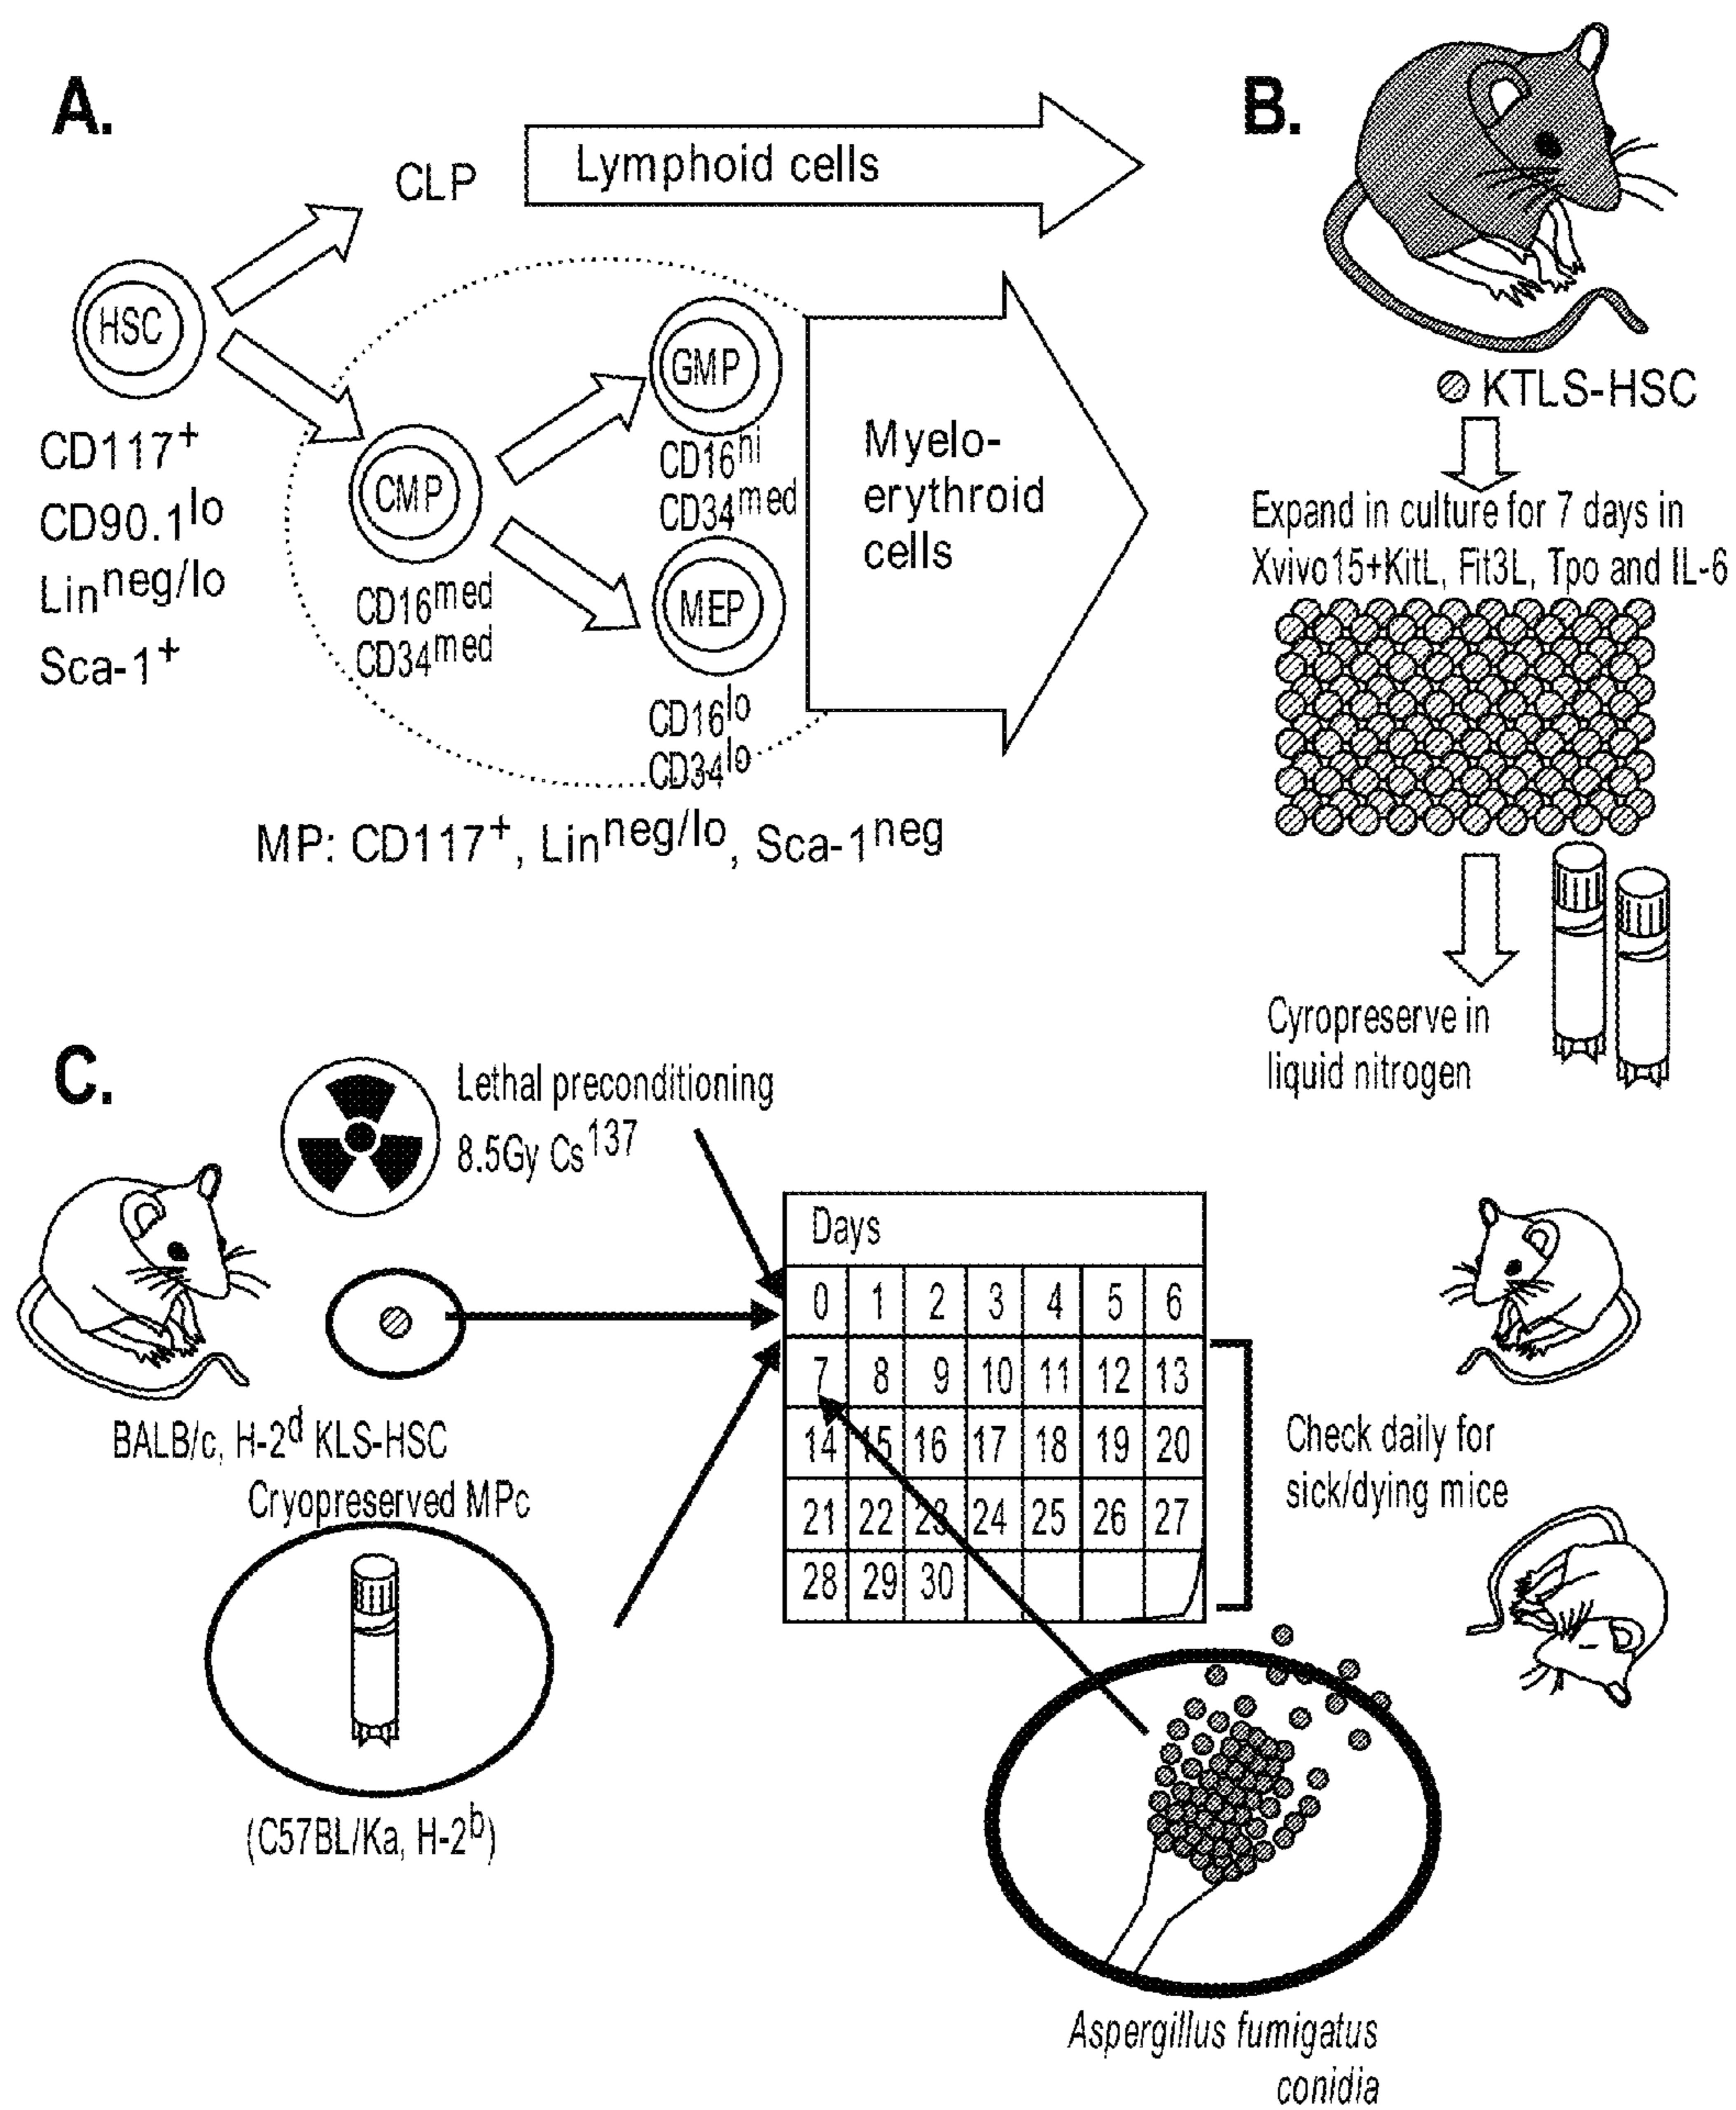 A.
CLP
Lymphoid cells
HSC
CD117+
CD90.1lo
Linneg/lo
Sca-1+
CMP
CD16med
CD34med
GMP
CD16hi
CD34med
MEP
CD16lo
CD34lo
Myelo-
erythroid
cells
MP: CD117+, Linneg/lo, Sca-1neg
B.
KTLS-HSC
Expand in culture for 7 days in
Xvivo15+KitL, Fit3L, Tpo and IL-6
Cyropreserve in
liquid nitrogen
C.
Lethal preconditioning
8.5Gy Cs137
BALB/c, H-2d KLS-HSC
Cryopreserved MPc
(C57BL/Ka, H-2b)
Days
0 1 2 3 4 5 6
7 8 9 10 11 12 13
14 15 16 17 18 19 20
21 22 23 24 25 26 27
28 29 30
Check daily for
sick/dying mice
Aspergillus fumigatus
conidia